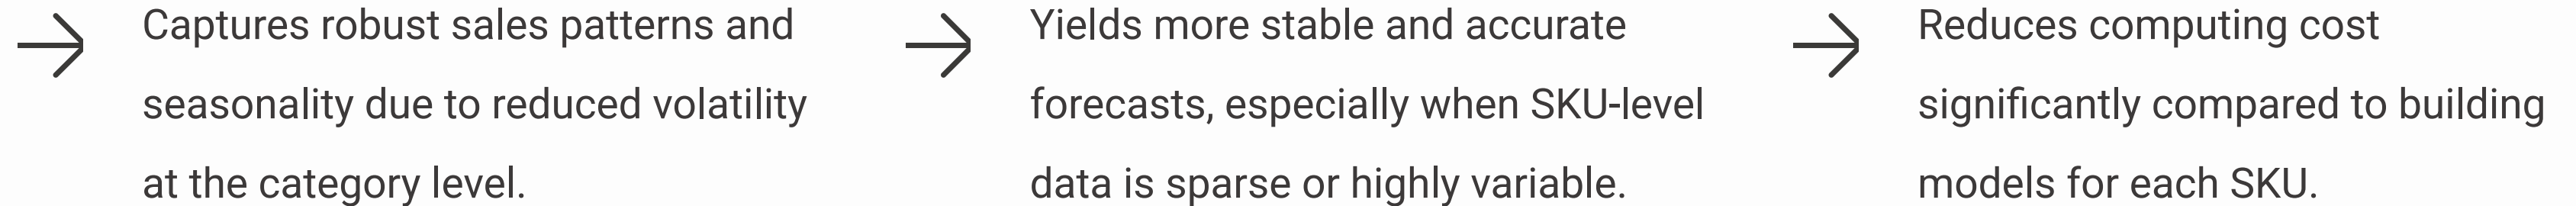 Captures robust sales patterns and
seasonality due to reduced volatility
at the category level.
Yields more stable and accurate
forecasts, especially when SKU-level
data is sparse or highly variable.
Reduces computing cost
significantly compared to building
models for each SKU.